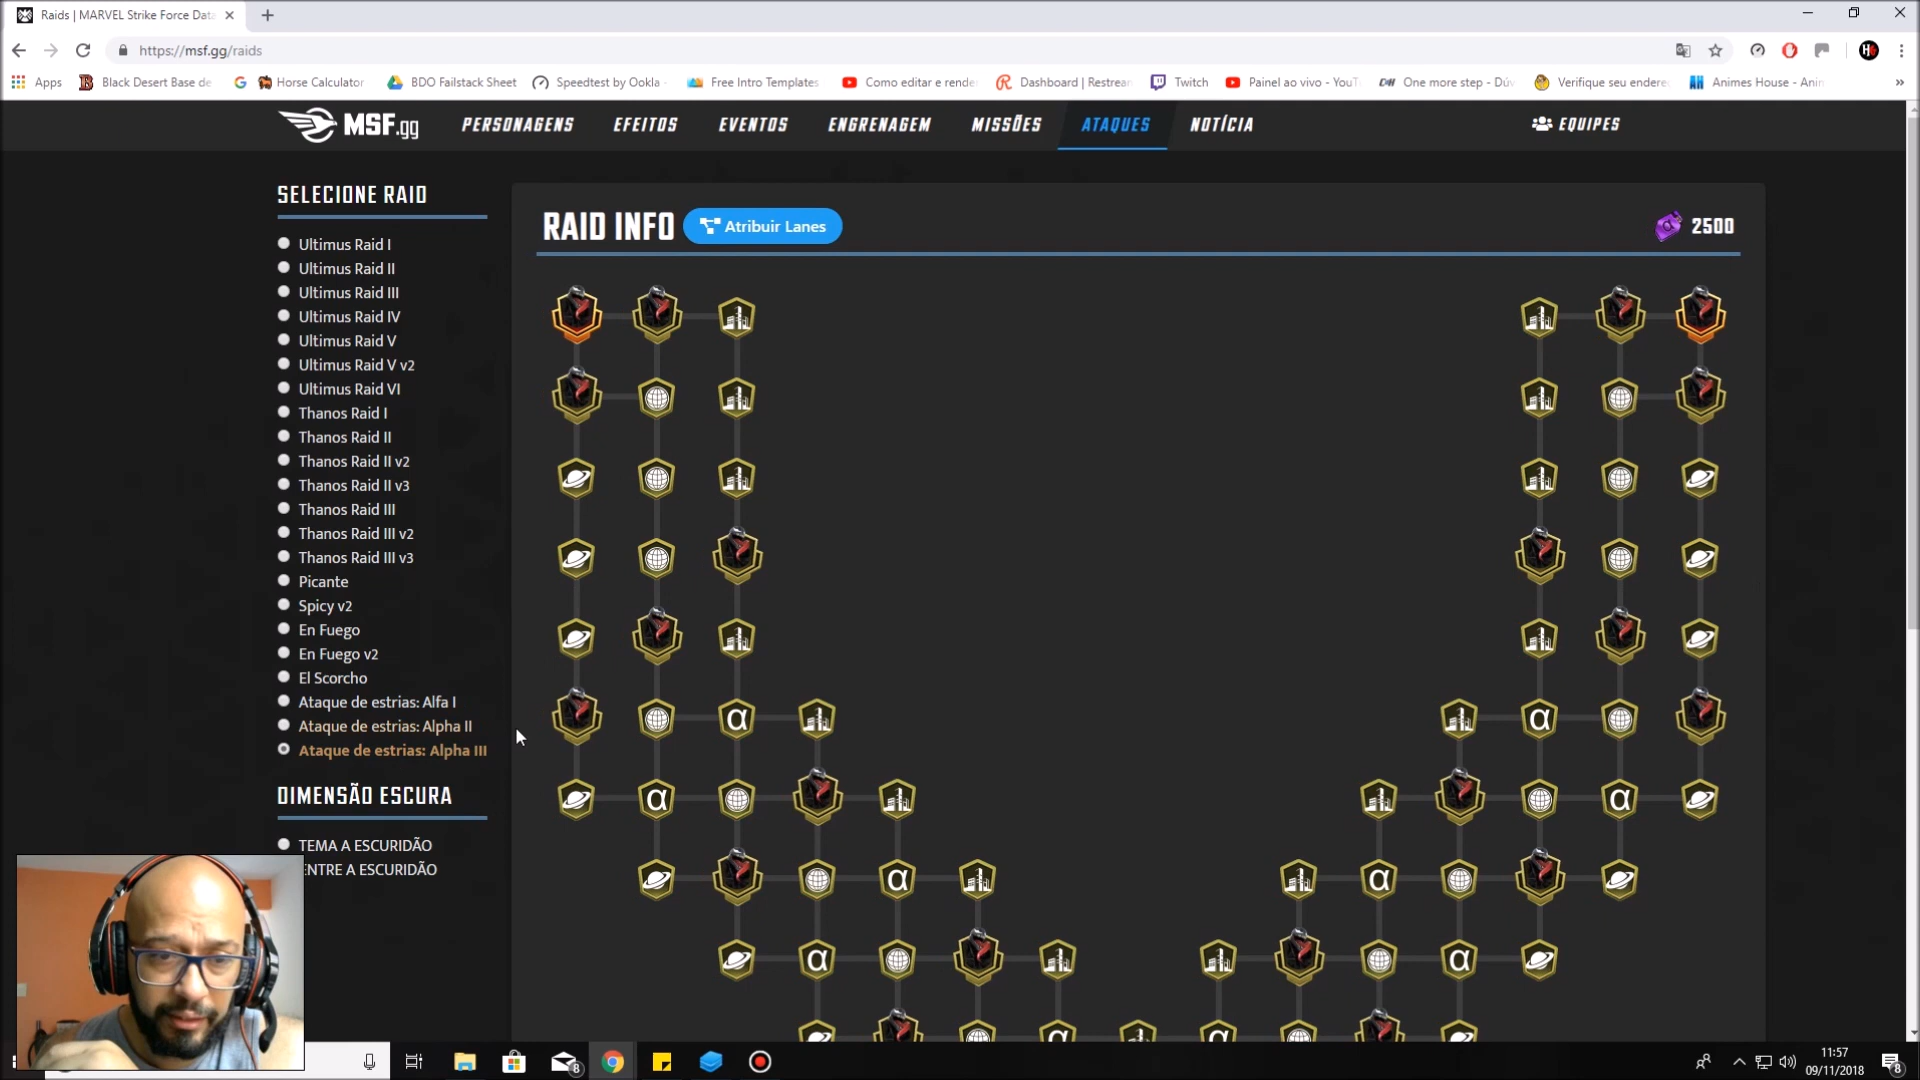 Raids | MARVEL Strike Force Data
https://msf.gg/raids
Apps Black Desert Base de Horse Calculator BDO Failstack Sheet Speedtest by Ookla - Free Intro Templates Como editar e rende Dashboard | Restream Twitch Painel ao vivo - YouT One more step - Dúv Verifique seu endere Animes House - Anin »
MSF.gg PERSONAGENS EFEITOS EVENTOS ENGRENAGEM MISSÕES ATAQUES NOTÍCIA EQUIPES
SELECIONE RAID
Ultimus Raid I
Ultimus Raid II
Ultimus Raid III
Ultimus Raid IV
Ultimus Raid V
Ultimus Raid V v2
Ultimus Raid VI
Thanos Raid I
Thanos Raid II
Thanos Raid II v2
Thanos Raid II v3
Thanos Raid III
Thanos Raid III v2
Thanos Raid III v3
Picante
Spicy v2
En Fuego
En Fuego v2
El Scorcho
Ataque de estrias: Alfa I
Ataque de estrias: Alpha II
Ataque de estrias: Alpha III
DIMENSÃO ESCURA
TEMA A ESCURIDÃO
ENTRE A ESCURIDÃO
RAID INFO Atribuir Lanes 2500
α α
α α
α α
α α
α α
8
11:57
09/11/2018
8